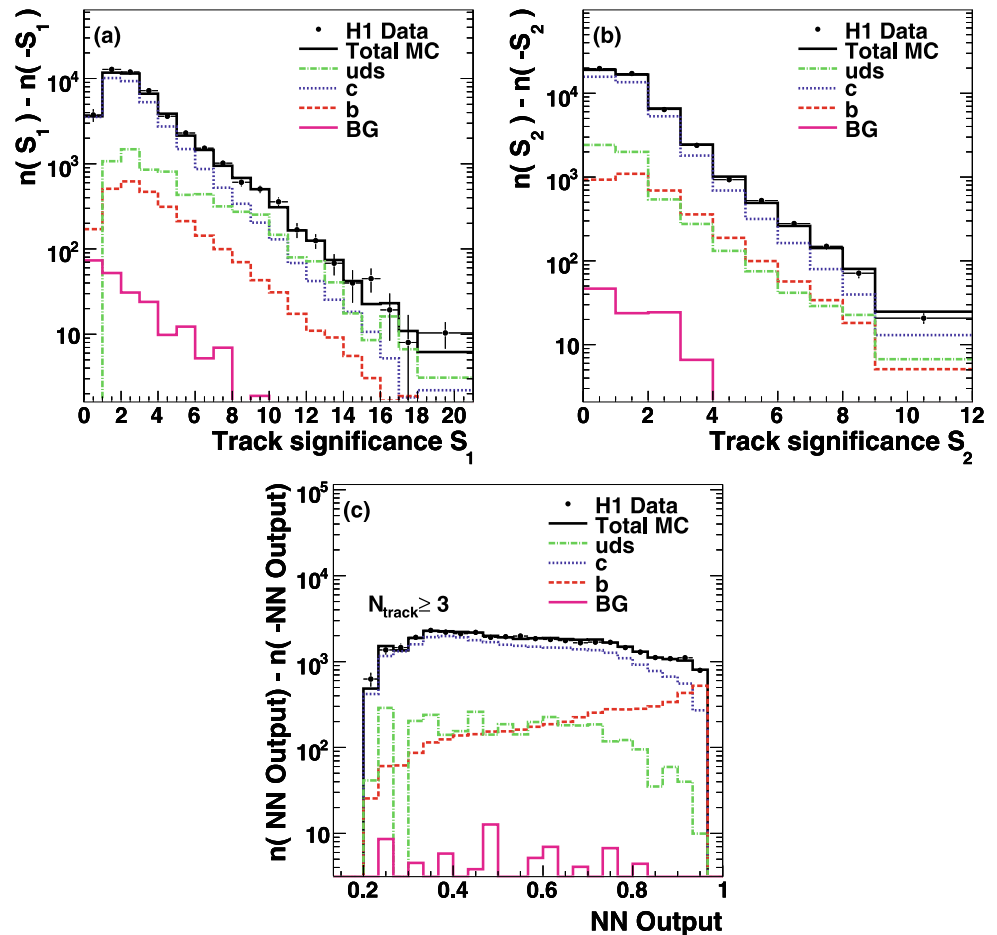 (a)
H1 Data
Total MC
uds
c
b
BG
n( S₁) - n( -S₁)
10⁴
10³
10²
10
2 4 6 8 10 12 14 16 18 20
Track significance S₁
(b)
H1 Data
Total MC
uds
c
b
BG
n( S₂) - n( -S₂)
10⁴
10³
10²
10
0 2 4 6 8 10 12
Track significance S₂
(c)
H1 Data
Total MC
uds
c
b
BG
N_track ≥ 3
n( NN Output) - n( -NN Output)
10⁵
10⁴
10³
10²
10
0.2 0.4 0.6 0.8 1
NN Output